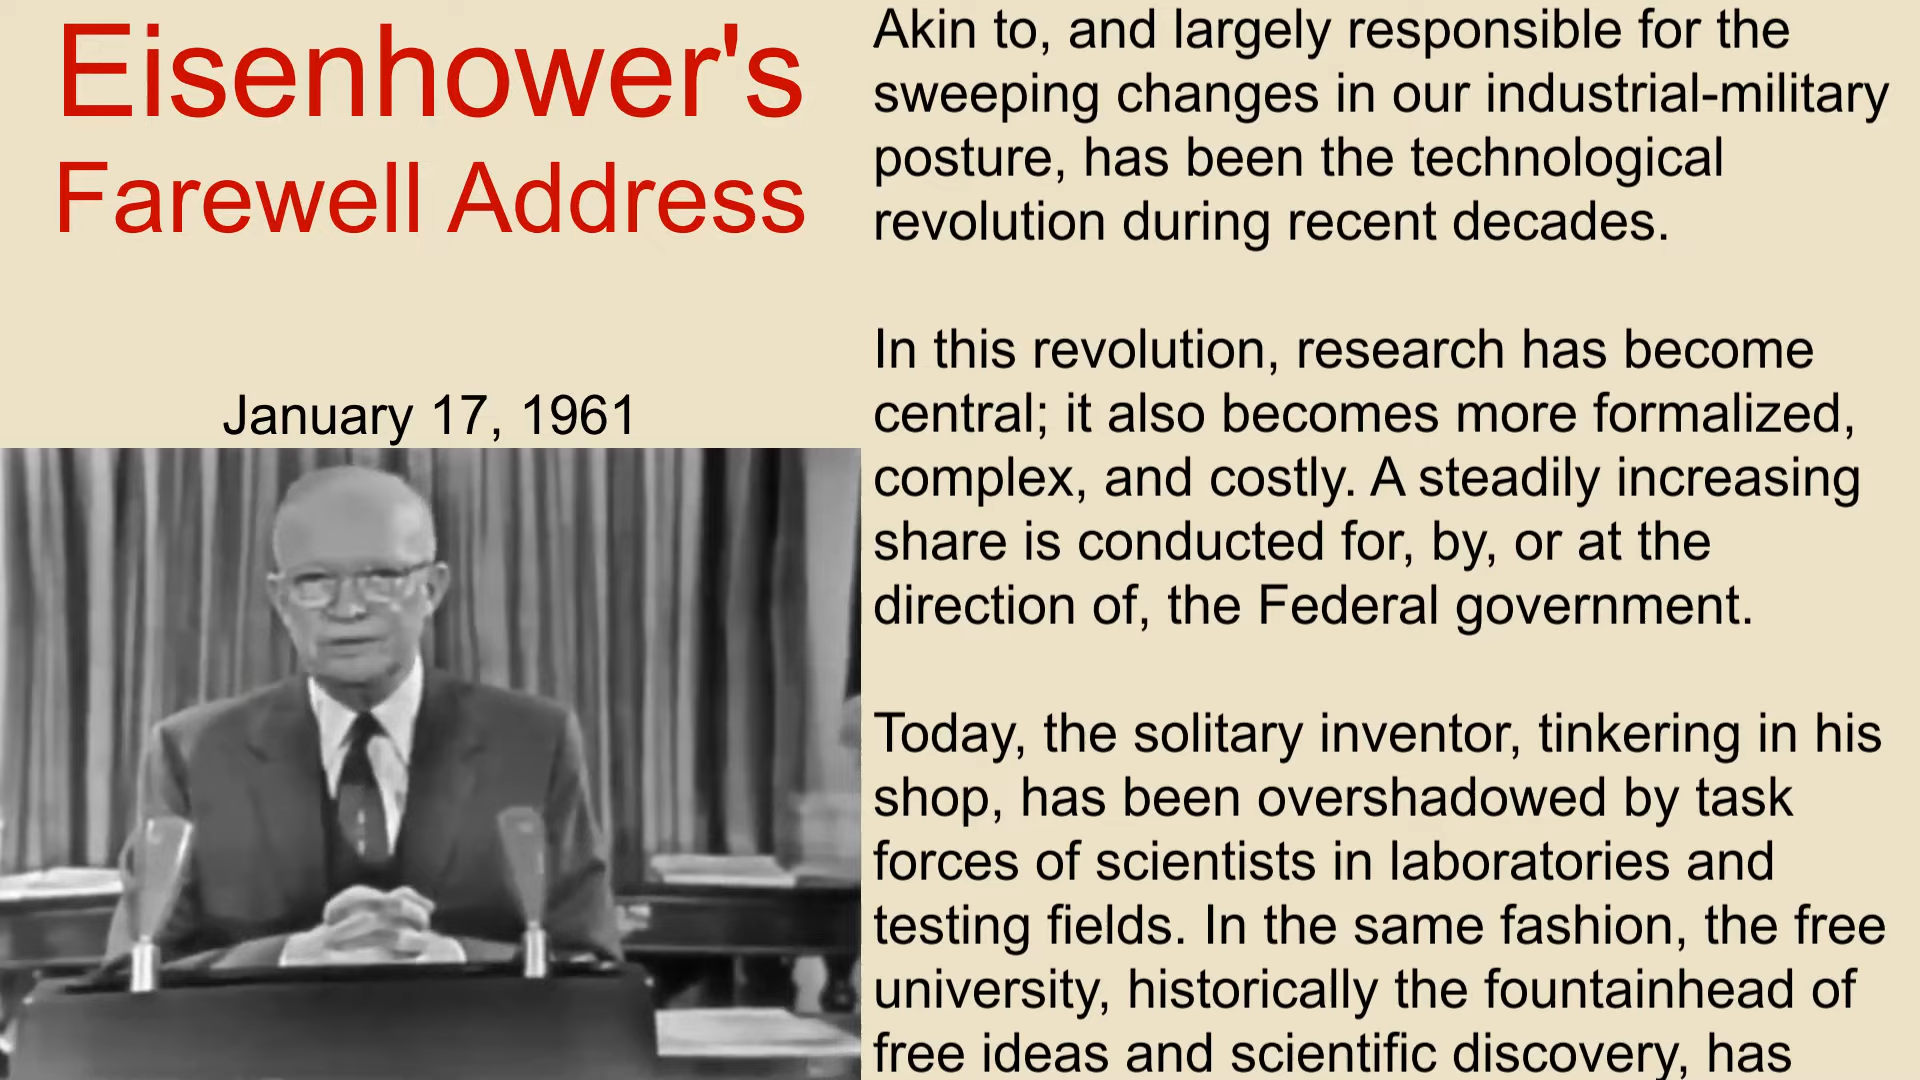 Eisenhower's
Farewell Address
January 17, 1961
Akin to, and largely responsible for the
sweeping changes in our industrial-military
posture, has been the technological
revolution during recent decades.
In this revolution, research has become
central; it also becomes more formalized,
complex, and costly. A steadily increasing
share is conducted for, by, or at the
direction of, the Federal government.
Today, the solitary inventor, tinkering in his
shop, has been overshadowed by task
forces of scientists in laboratories and
testing fields. In the same fashion, the free
university, historically the fountainhead of
free ideas and scientific discovery, has